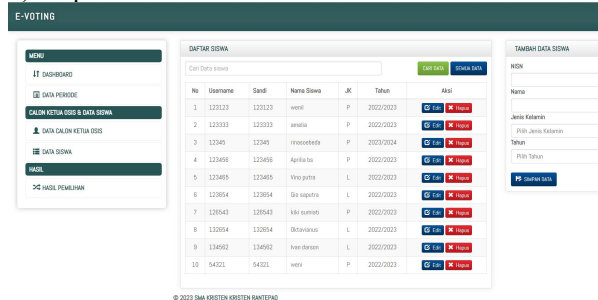 E-VOTING
MENU
DASHBOARD
DATA PERIODE
CALON KETUA OSIS & DATA SISWA
DATA CALON KETUA OSIS
DATA SISWA
HASIL
HASIL PEMILIHAN
DAFTAR SISWA
Cari Data siswa
CARI DATA SEMUA DATA
No Username Sandi Nama Siswa JK Tahun Aksi
1 123123 123123 wenil P 2022/2023 Edit Hapus
2 123333 123333 amelia P 2022/2023 Edit Hapus
3 12345 12345 rinasoebeda P 2023/2024 Edit Hapus
4 123456 123456 Aprilia bs P 2022/2023 Edit Hapus
5 123465 123465 Vino putra L 2022/2023 Edit Hapus
6 123654 123654 Gio saputra L 2022/2023 Edit Hapus
7 126543 126543 kiki sumiati P 2022/2023 Edit Hapus
8 132654 132654 Oktavianus L 2022/2023 Edit Hapus
9 134562 134562 Ivan darson L 2022/2023 Edit Hapus
10 54321 54321 weni P 2022/2023 Edit Hapus
TAMBAH DATA SISWA
NISN
Nama
Jenis Kelamin
Pilih Jenis Kelamin
Tahun
Pilih Tahun
SIMPAN DATA
© 2023 SMA KRISTEN KRISTEN RANTEPAO